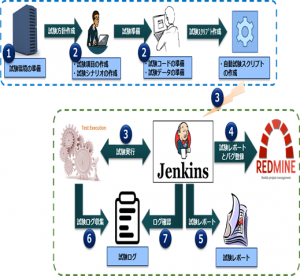 試験方針作成
試験準備
試験スクリプト作成
1
2
2
試験環境の準備
・試験項目の作成
・試験シナリオの作成
・試験コードの準備
・試験データの準備
・自動試験スクリプト
の作成
3
Test Execution
3
試験実行
Jenkins
4
試験レポート
とバグ登録
REDMINE
flexible project management
試験ログ収集
ログ確認
試験レポート
6
7
5
試験ログ
試験レポート